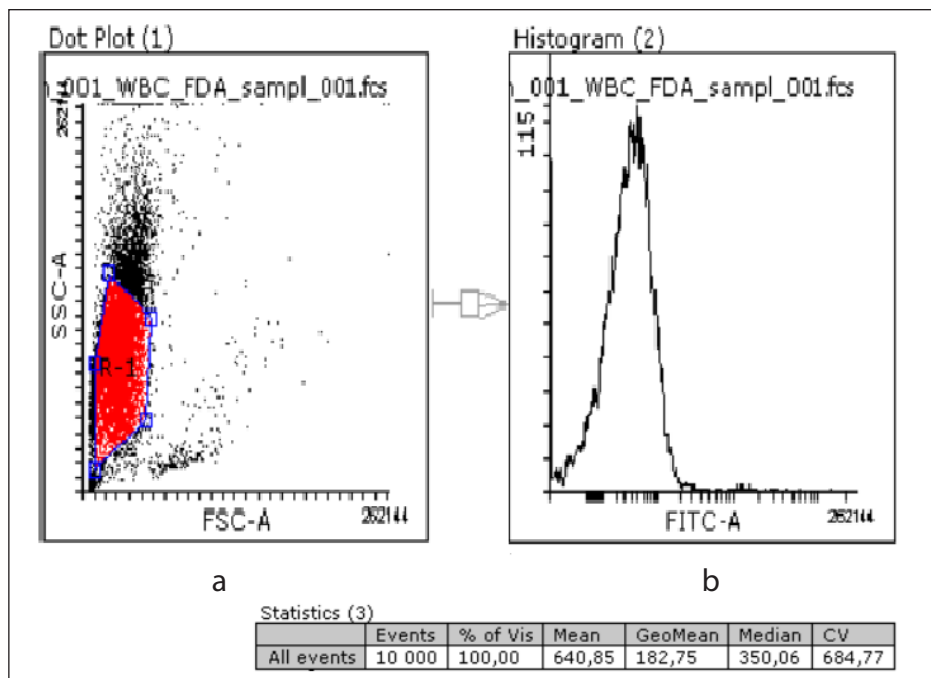 Dot Plot (1)
_001_WBC_FDA_sampl_001.fcs
SSC-A
R-1
FSC-A
262144
a
Histogram (2)
_001_WBC_FDA_sampl_001.fcs
115
FITC-A
262144
b
Statistics (3)
Events % of Vis Mean GeoMean Median CV
All events 10 000 100,00 640,85 182,75 350,06 684,77